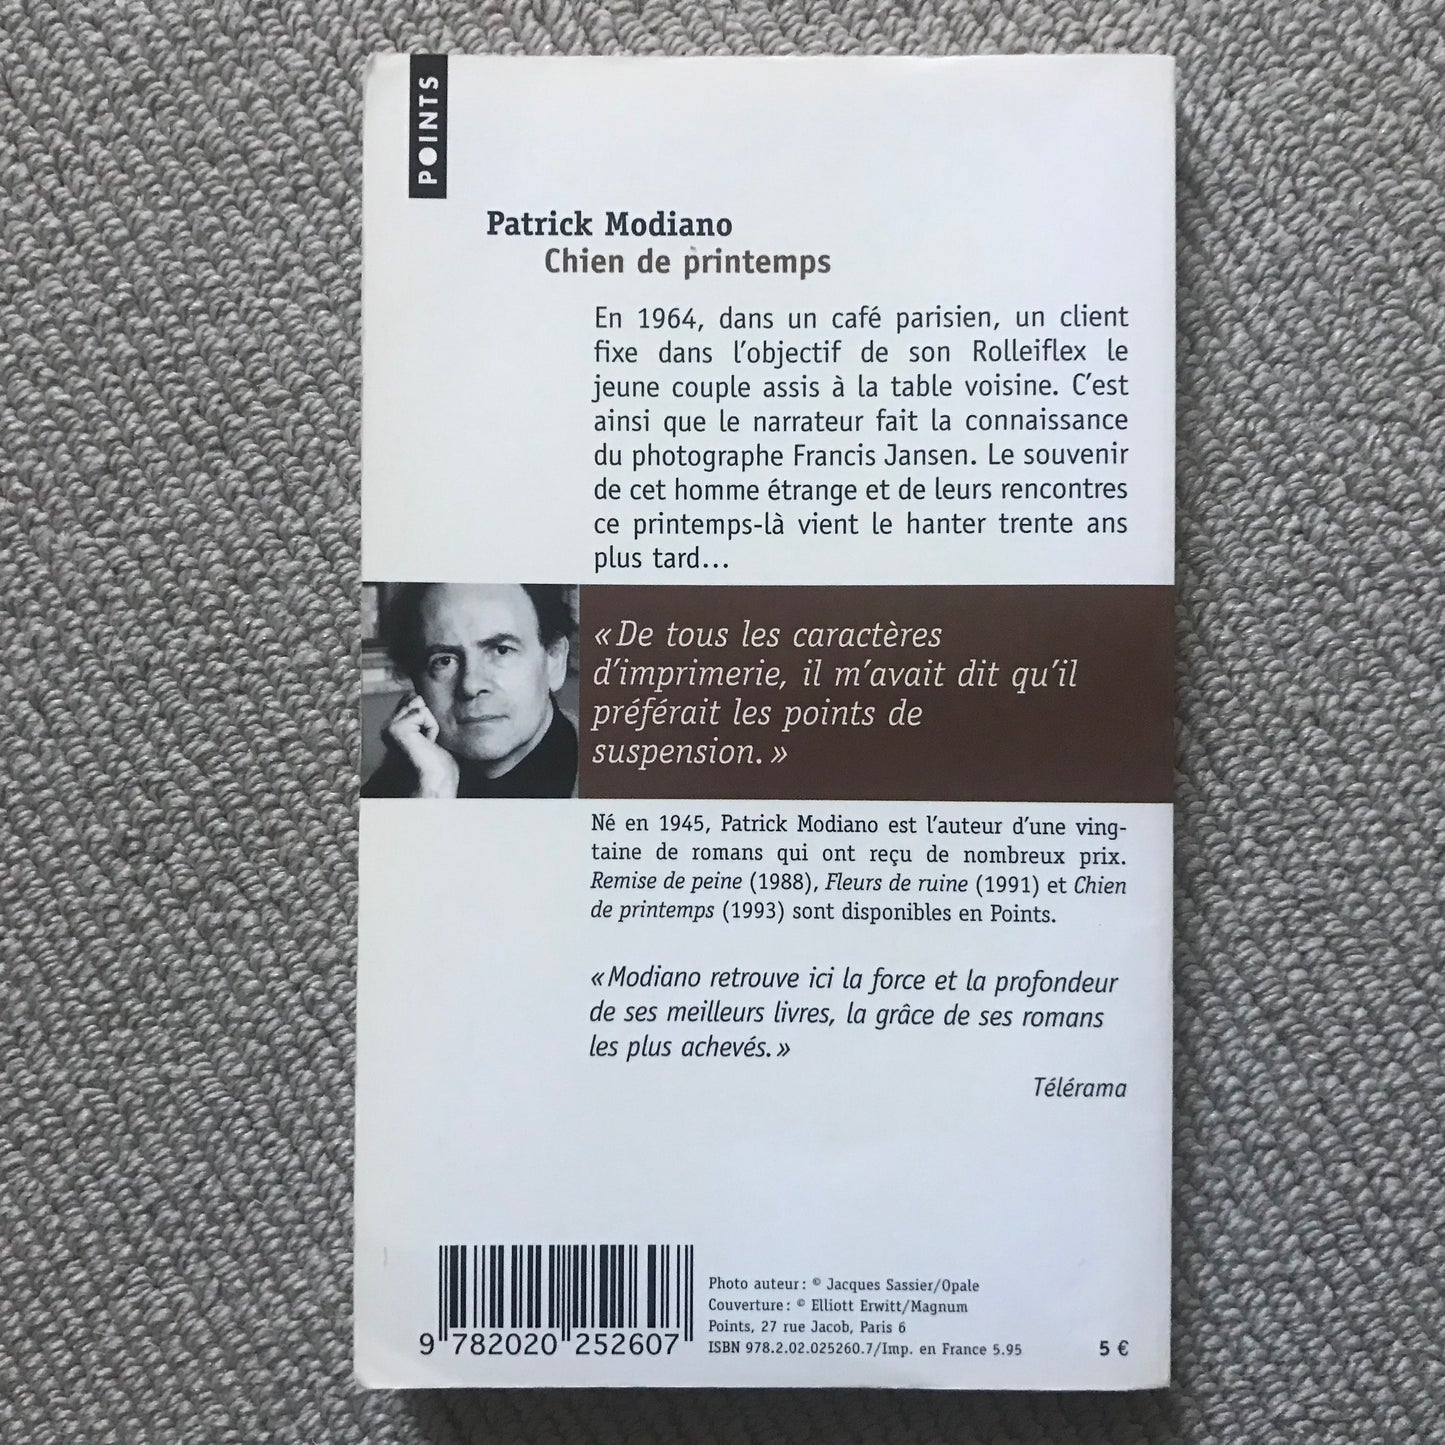 POINTS
Patrick Modiano
Chien de printemps
En 1964, dans un café parisien, un client
fixe dans l'objectif de son Rolleiflex le
jeune couple assis à la table voisine. C'est
ainsi que le narrateur fait la connaissance
du photographe Francis Jansen. Le souvenir
de cet homme étrange et de leurs rencontres
ce printemps-là vient le hanter trente ans
plus tard...
« De tous les caractères
d'imprimerie, il m'avait dit qu'il
préférait les points de
suspension. »
Né en 1945, Patrick Modiano est l'auteur d'une ving-
taine de romans qui ont reçu de nombreux prix.
Remise de peine (1988), Fleurs de ruine (1991) et Chien
de printemps (1993) sont disponibles en Points.
« Modiano retrouve ici la force et la profondeur
de ses meilleurs livres, la grâce de ses romans
les plus achevés. »
Télérama
Photo auteur : © Jacques Sassier/Opale
Couverture : © Elliott Erwitt/Magnum
Points, 27 rue Jacob, Paris 6
ISBN 978.2.02.025260.7/Imp. en France 5.95
5 €
9 782020 252607